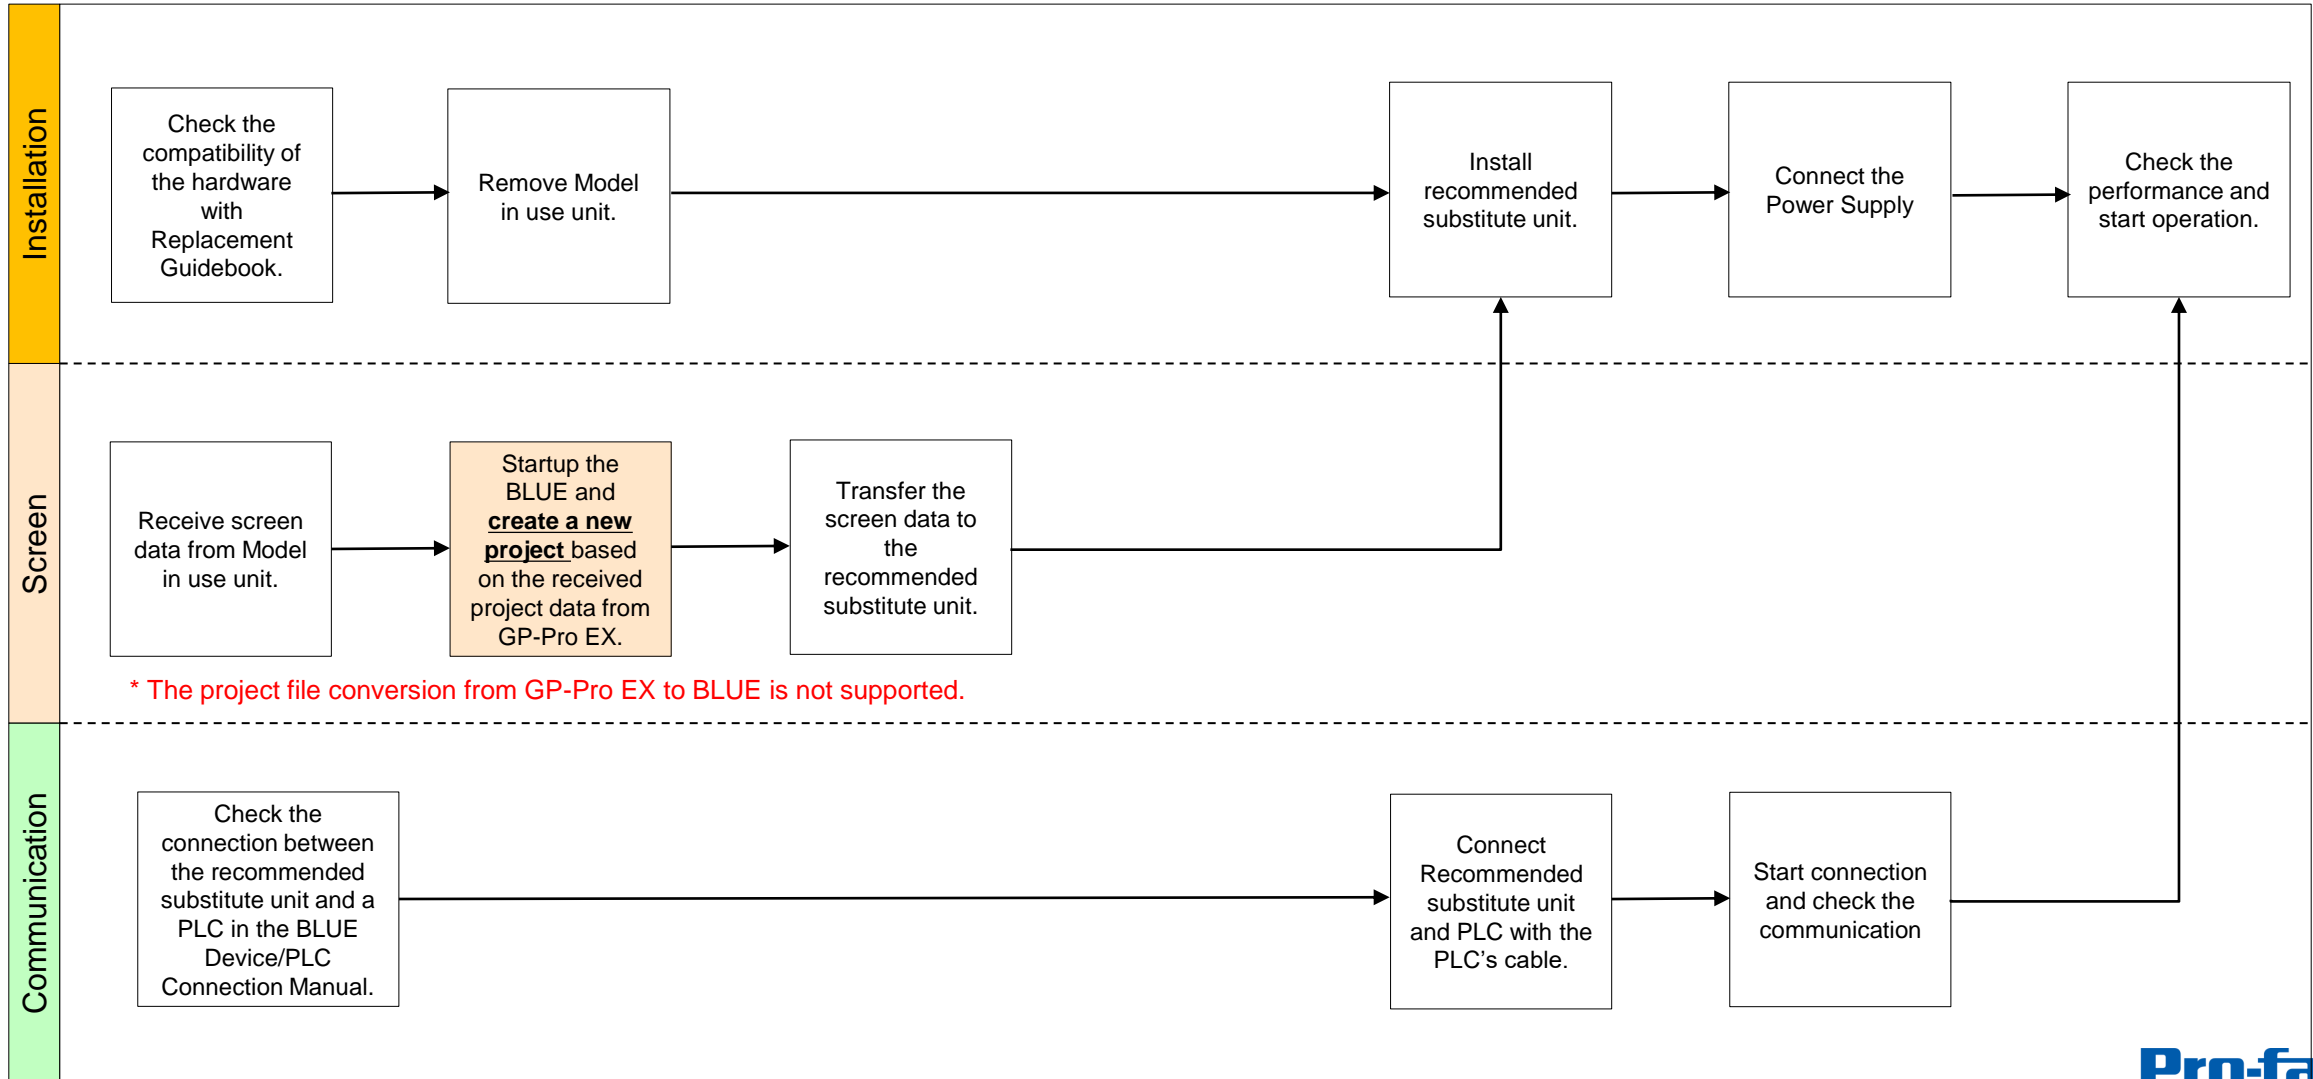 Installation
Check the
compatibility of
the hardware
with
Replacement
Guidebook.
Remove Model
in use unit.
Install
recommended
substitute unit.
Connect the
Power Supply
Check the
performance and
start operation.
Screen
Receive screen
data from Model
in use unit.
Startup the
BLUE and
create a new
project based
on the received
project data from
GP-Pro EX.
Transfer the
screen data to
the
recommended
substitute unit.
* The project file conversion from GP-Pro EX to BLUE is not supported.
Communication
Check the
connection between
the recommended
substitute unit and a
PLC in the BLUE
Device/PLC
Connection Manual.
Connect
Recommended
substitute unit
and PLC with the
PLC’s cable.
Start connection
and check the
communication
Pro-fa